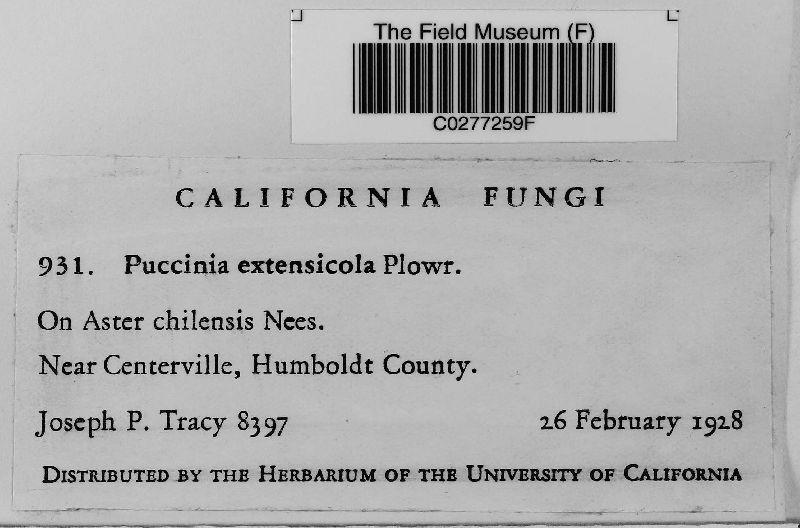 The Field Museum (F)
C0277259F
CALIFORNIA FUNGI
931. Puccinia extensicola Plowr.
On Aster chilensis Nees.
Near Centerville, Humboldt County.
Joseph P. Tracy 8397 26 February 1928
DISTRIBUTED BY THE HERBARIUM OF THE UNIVERSITY OF CALIFORNIA